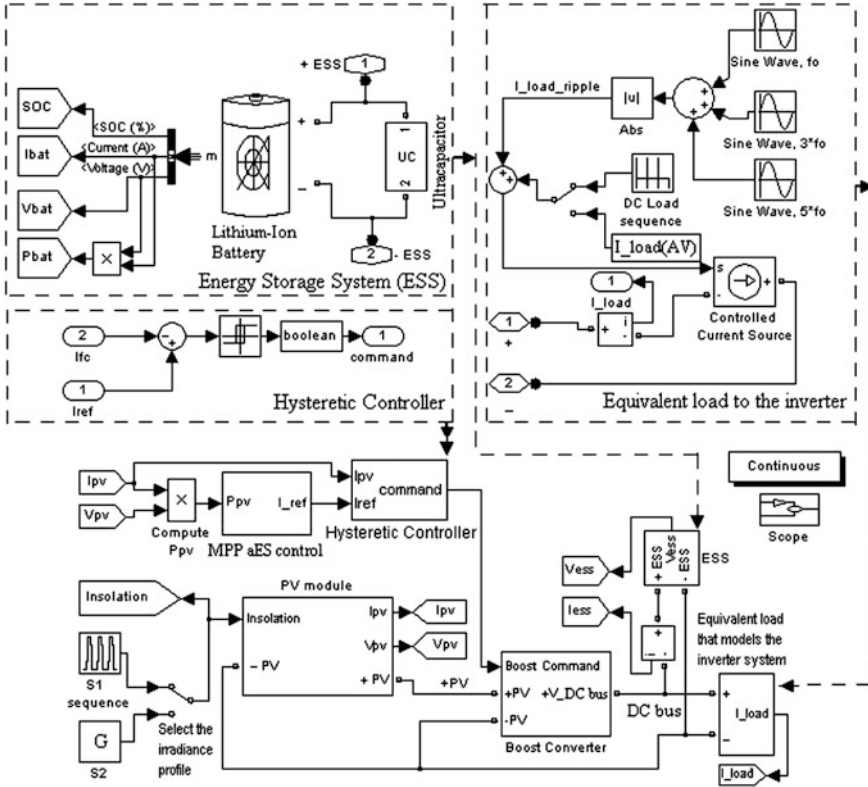 SOC
Ibat
Vbat
Pbat
<SOC (%)>
<Current (A)>
<Voltage (V)>
m
×
+ ESS
1
+
−
1
UC
2
Ultracapacitor
2
- ESS
Lithium-Ion
Battery
Energy Storage System (ESS)
I_load_ripple
|u|
Abs
+
+
+
Sine Wave, fo
Sine Wave, 3*fo
Sine Wave, 5*fo
+
+
DC Load
sequence
I_load(AV)
1
I_load
s
-
+
Controlled
Current Source
1
+
+
i
-
2
−
Equivalent load to the inverter
2
Ifc
−
+
boolean
1
command
1
Iref
Hysteretic Controller
Ipv
Vpv
×
Compute
Ppv
Ppv
I_ref
MPP aES control
Ipv
Iref
command
Hysteretic Controller
Continuous
Scope
+ ESS
Vess
- ESS
ESS
Vess
Iess
+
i
-
Insolation
PV module
Insolation
Ipv
Vpv
- PV
+ PV
Ipv
Vpv
+PV
S1
sequence
G
S2
Select the
irradiance
profile
Boost Command
+PV
+V_DC bus
-PV
Boost Converter
DC bus
Equivalent load
that models the
inverter system
+
I_load
−
I_load